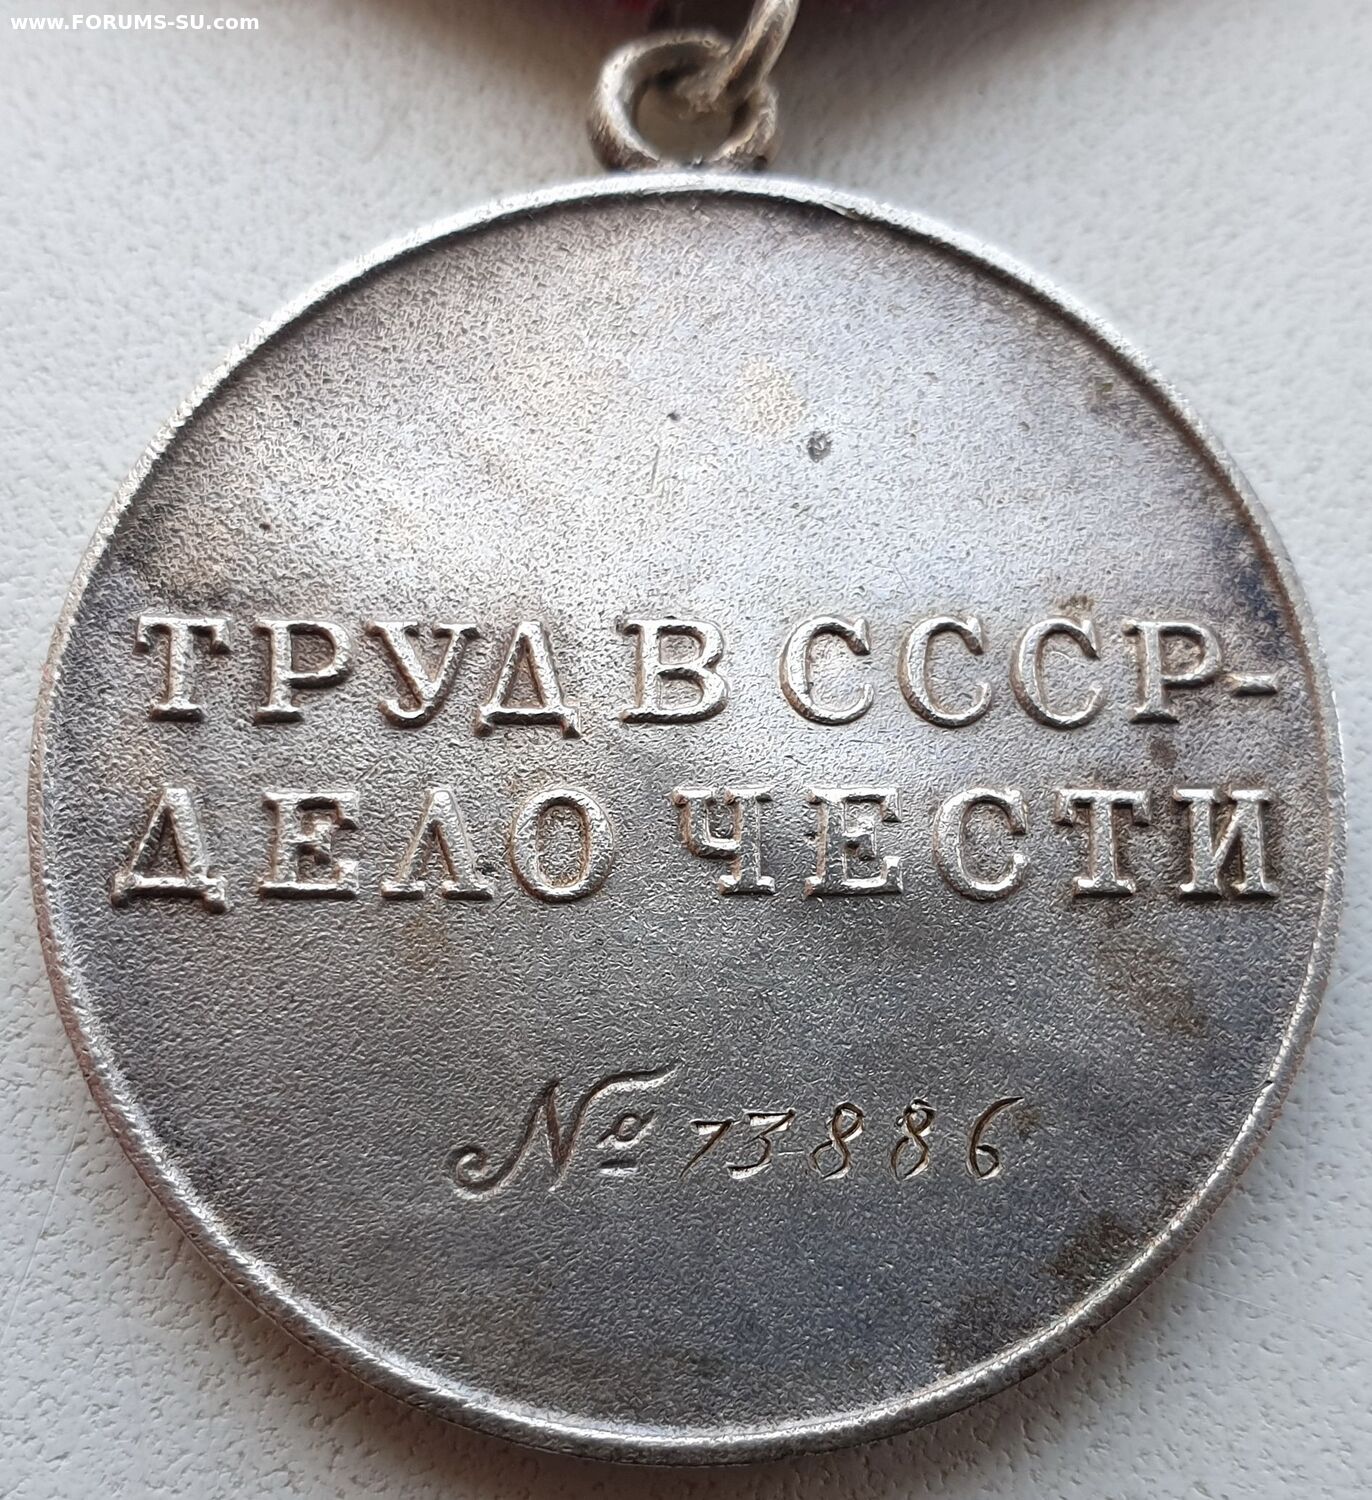 www.FORUMS-SU.com
ТРУД В СССР-
ДЕЛО ЧЕСТИ
№ 73886